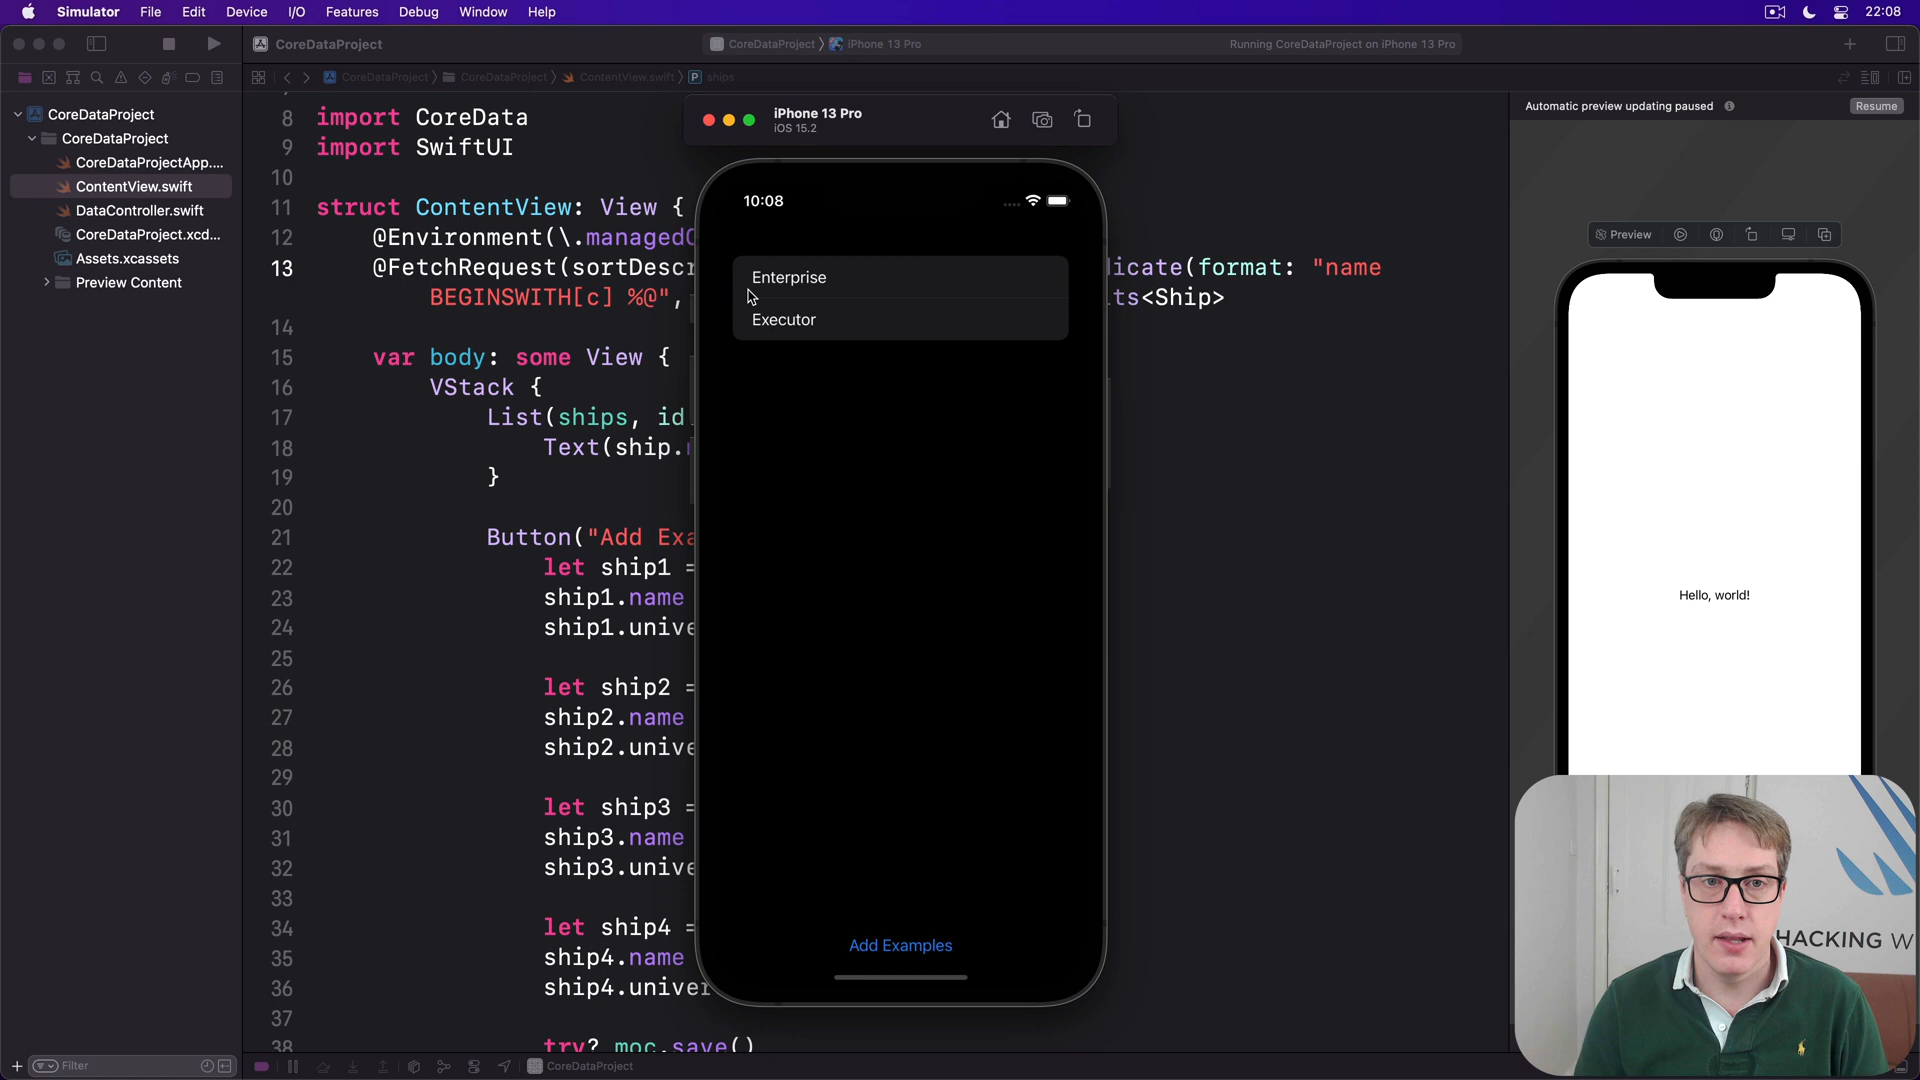 Simulator File Edit View Device I/O Features Debug Window Help 22:08
CoreDataProject
CoreDataProject iPhone 13 Pro
Running CoreDataProject on iPhone 13 Pro
CoreDataProject CoreDataProject ContentView.swift P ships
CoreDataProject
CoreDataProject
CoreDataProjectApp....
ContentView.swift
DataController.swift
CoreDataProject.xcd...
Assets.xcassets
Preview Content
8 import CoreData
9 import SwiftUI
10
11 struct ContentView: View {
12 @Environment(\.managedO
13 @FetchRequest(sortDescr icate(format: "name
BEGINSWITH[c] %@", ts<Ship>
14
15 var body: some View {
16 VStack {
17 List(ships, id
18 Text(ship.
19 }
20
21 Button("Add Exa
22 let ship1 =
23 ship1.name
24 ship1.unive
25
26 let ship2 =
27 ship2.name
28 ship2.unive
29
30 let ship3 =
31 ship3.name
32 ship3.unive
33
34 let ship4 =
35 ship4.name
36 ship4.univer
37
38 try? moc.save()
iPhone 13 Pro
iOS 15.2
10:08
Enterprise
Executor
Add Examples
Automatic preview updating paused
Resume
Preview
Hello, world!
HACKING W
Filter
CoreDataProject